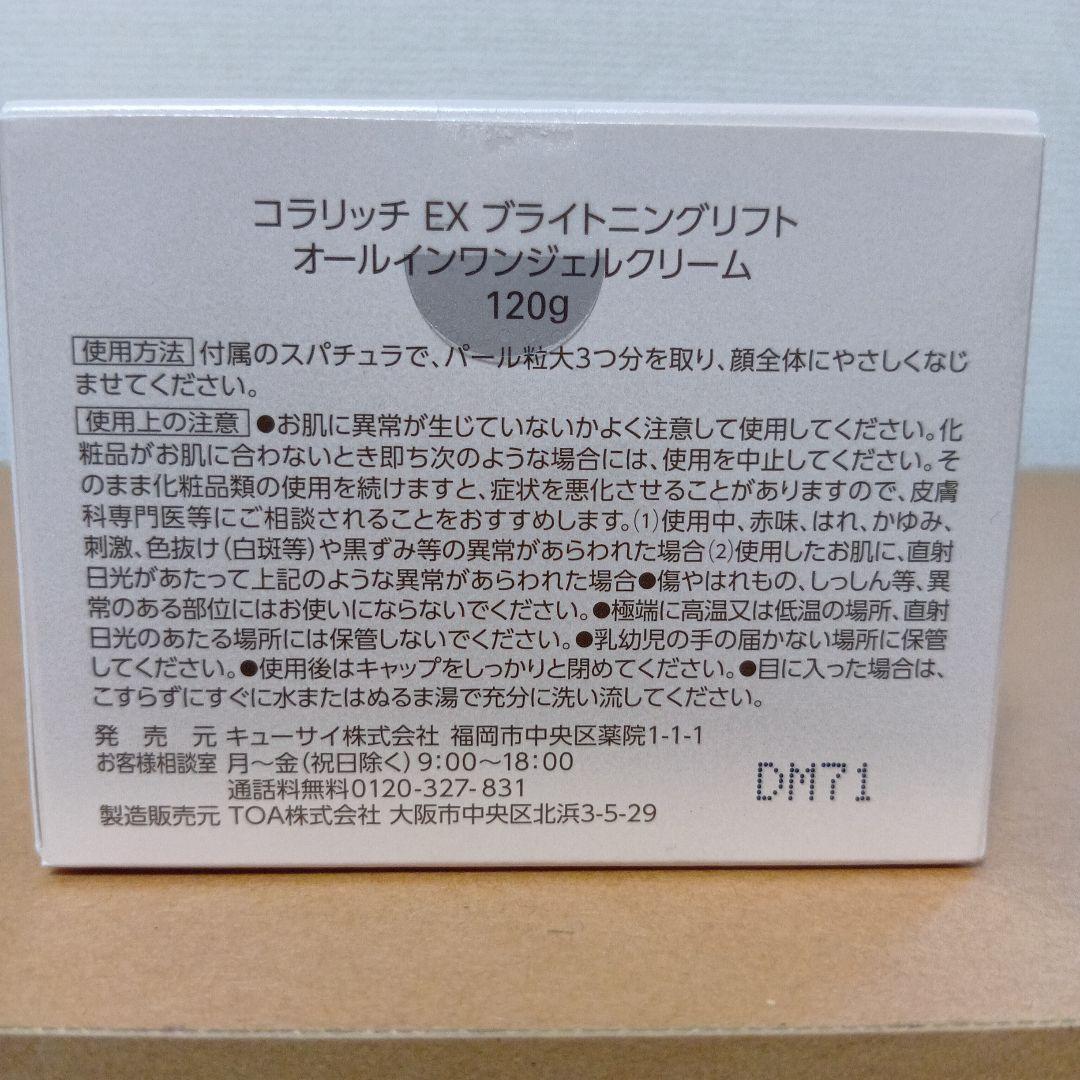 コラリッチ EX ブライトニングリフト
オールインワンジェルクリーム
120g
使用方法 付属のスパチュラで、パール粒大3つ分を取り、顔全体にやさしくなじ
ませてください。
使用上の注意 ●お肌に異常が生じていないかよく注意して使用してください。化
粧品がお肌に合わないとき即ち次のような場合には、使用を中止してください。そ
のまま化粧品類の使用を続けますと、症状を悪化させることがありますので、皮膚
科専門医等にご相談されることをおすすめします。(1)使用中、赤味、はれ、かゆみ、
刺激、色抜け(白斑等)や黒ずみ等の異常があらわれた場合(2)使用したお肌に、直射
日光があたって上記のような異常があらわれた場合●傷やはれもの、しっしん等、異
常のある部位にはお使いにならないでください。●極端に高温又は低温の場所、直射
日光のあたる場所には保管しないでください。●乳幼児の手の届かない場所に保管
してください。●使用後はキャップをしっかりと閉めてください。●目に入った場合は、
こすらずにすぐに水またはぬるま湯で充分に洗い流してください。
発 売 元 キューサイ株式会社 福岡市中央区薬院1-1-1
お客様相談室 月～金(祝日除く)9:00～18:00
通話料無料0120-327-831
製造販売元 TOA株式会社 大阪市中央区北浜3-5-29
DM71